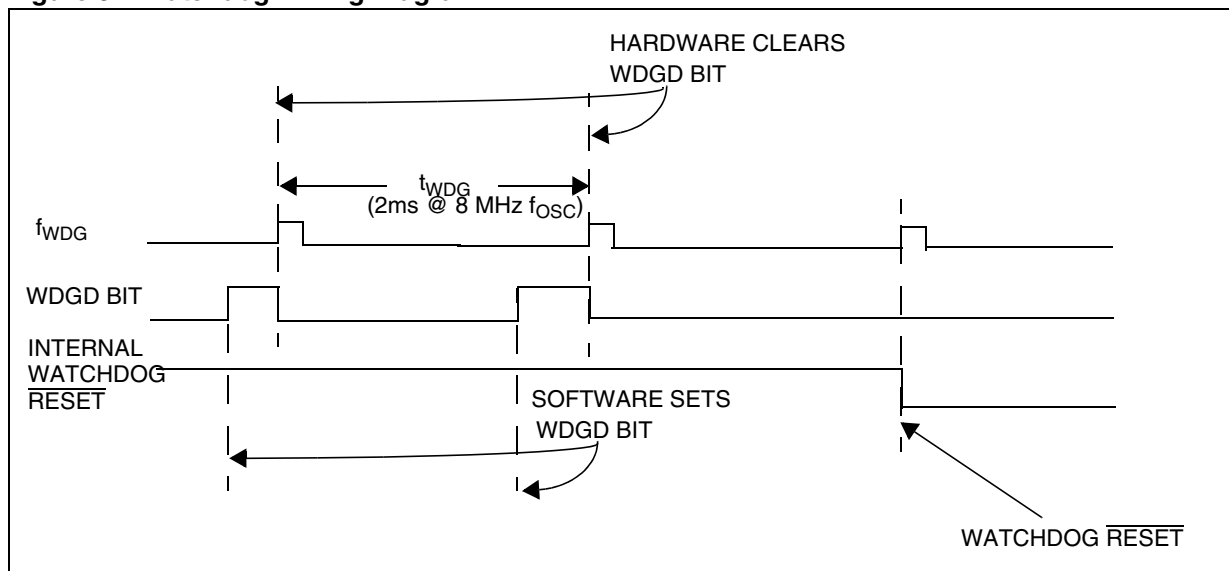 HARDWARE CLEARS
WDGD BIT
tWDG
(2ms @ 8 MHz fOSC)
fWDG
WDGD BIT
INTERNAL
WATCHDOG
RESET
SOFTWARE SETS
WDGD BIT
WATCHDOG RESET